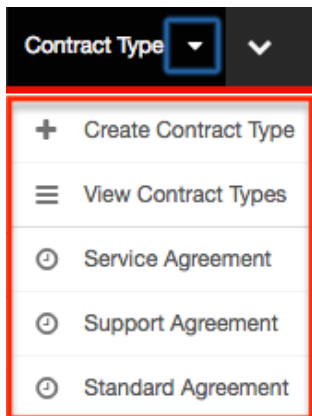 Contract Type
Create Contract Type
View Contract Types
Service Agreement
Support Agreement
Standard Agreement